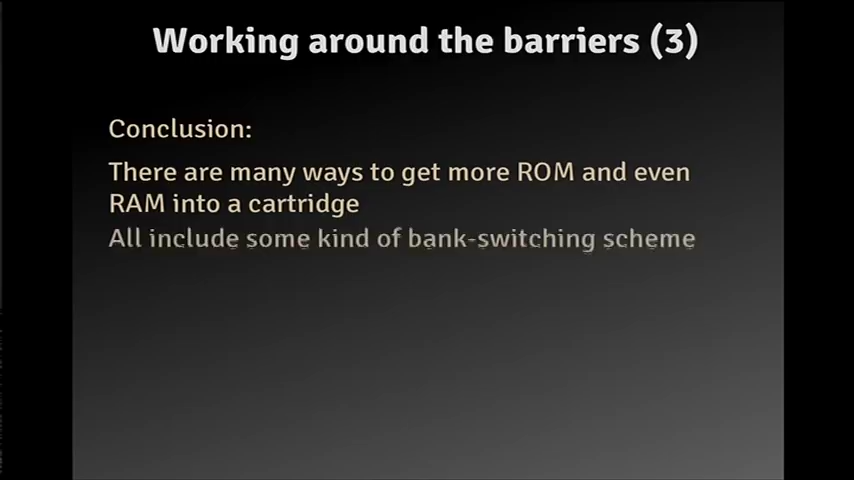 Working around the barriers (3)
Conclusion:
There are many ways to get more ROM and even
RAM into a cartridge
All include some kind of bank-switching scheme